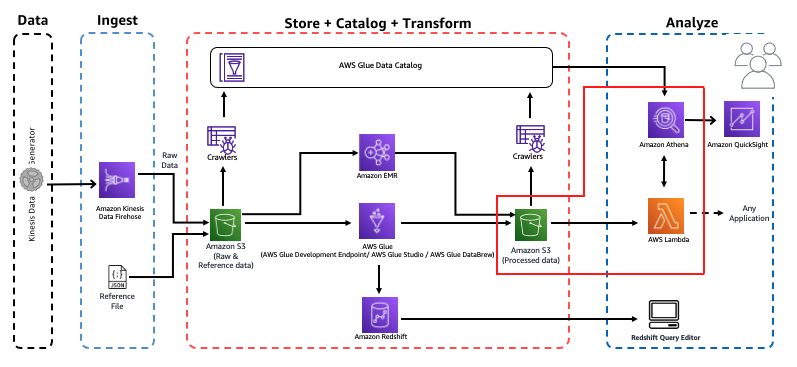 Data
Ingest
Store + Catalog + Transform
Analyze
Kinesis Data Generator
Amazon Kinesis
Data Firehose
Raw
Data
{;}
JSON
Reference
File
AWS Glue Data Catalog
Crawlers
Crawlers
Amazon EMR
Amazon S3
(Raw &
Reference data)
AWS Glue
(AWS Glue Development Endpoint/ AWS Glue Studio / AWS Glue DataBrew)
Amazon S3
(Processed data)
Amazon Redshift
Amazon Athena
Amazon QuickSight
AWS Lambda
Any
Application
Redshift Query Editor